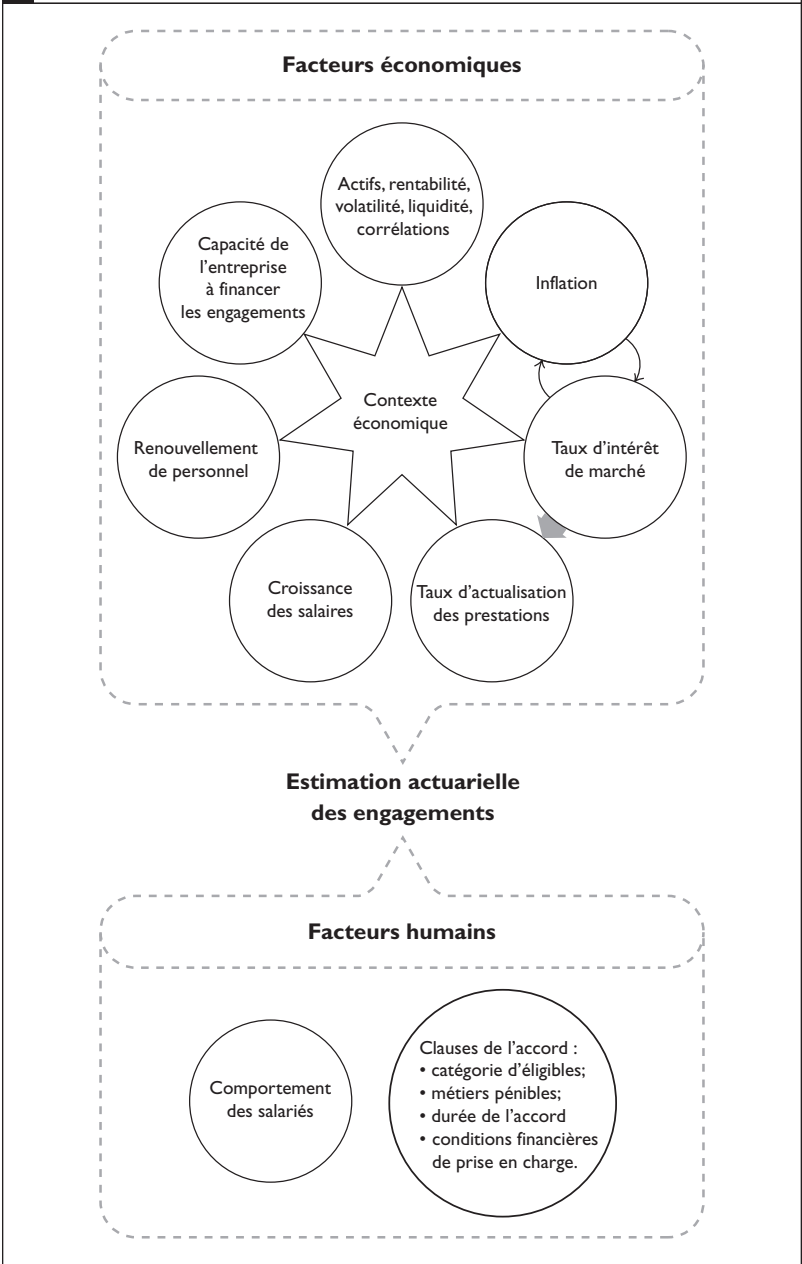 Facteurs économiques
Actifs, rentabilité,
volatilité, liquidité,
corrélations
Capacité de
l'entreprise
à financer
les engagements
Inflation
Contexte
économique
Renouvellement
de personnel
Taux d'intérêt
de marché
Croissance
des salaires
Taux d'actualisation
des prestations
Estimation actuarielle
des engagements
Facteurs humains
Comportement
des salariés
Clauses de l'accord :
• catégorie d'éligibles;
• métiers pénibles;
• durée de l'accord
• conditions financières
de prise en charge.